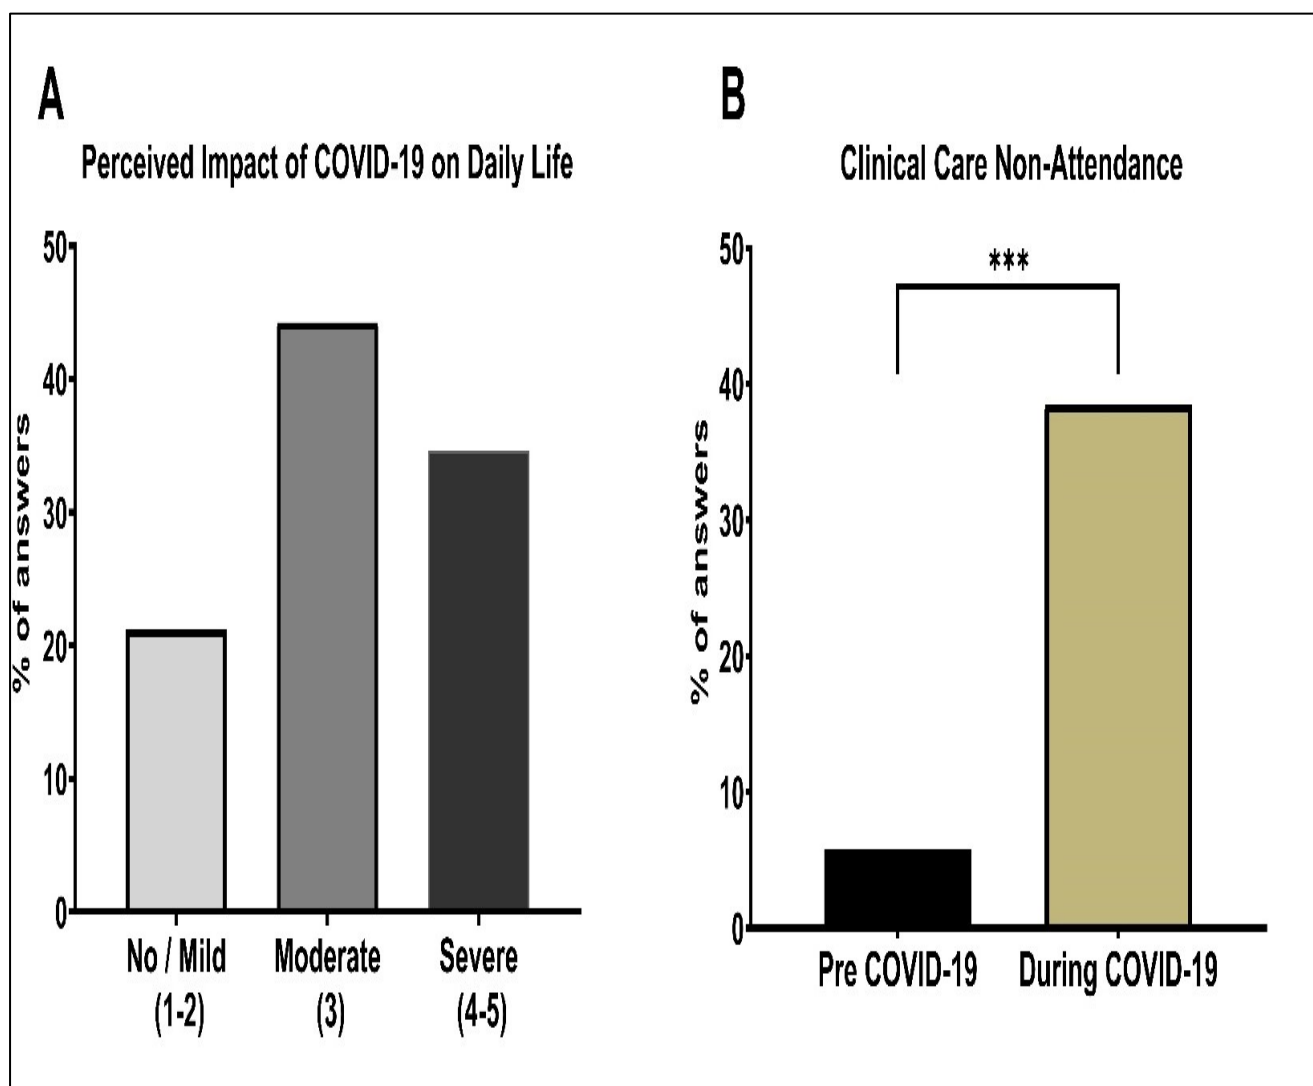 A
Perceived Impact of COVID-19 on Daily Life
50
40
30
20
10
0
% of answers
No / Mild
(1-2)
Moderate
(3)
Severe
(4-5)
B
Clinical Care Non-Attendance
50
40
30
20
10
0
% of answers
***
Pre COVID-19
During COVID-19